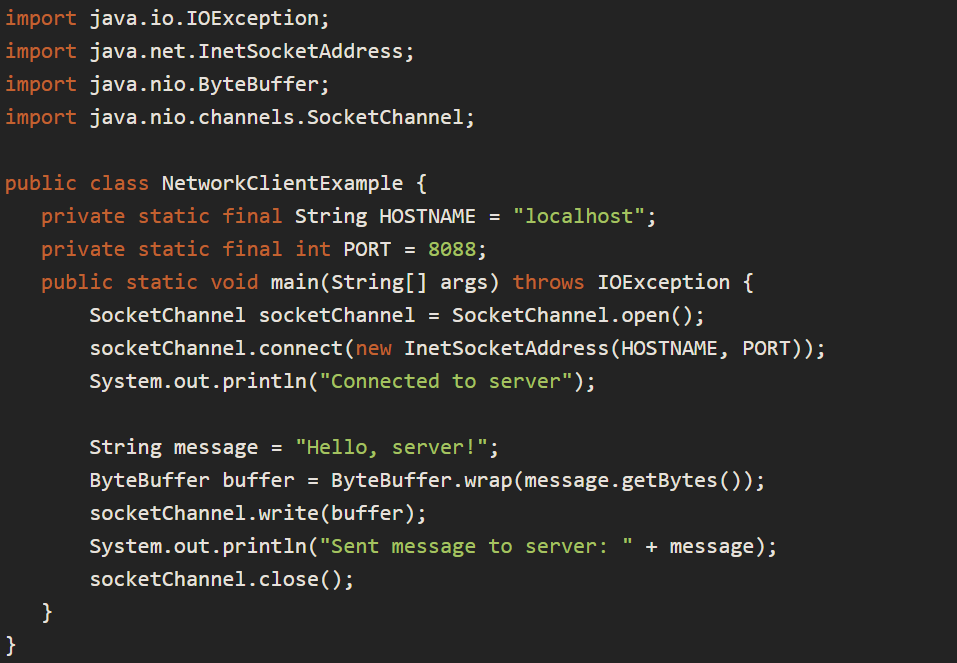 import java.io.IOException;
import java.net.InetSocketAddress;
import java.nio.ByteBuffer;
import java.nio.channels.SocketChannel;

public class NetworkClientExample {
   private static final String HOSTNAME = "localhost";
   private static final int PORT = 8088;
   public static void main(String[] args) throws IOException {
       SocketChannel socketChannel = SocketChannel.open();
       socketChannel.connect(new InetSocketAddress(HOSTNAME, PORT));
       System.out.println("Connected to server");

       String message = "Hello, server!";
       ByteBuffer buffer = ByteBuffer.wrap(message.getBytes());
       socketChannel.write(buffer);
       System.out.println("Sent message to server: " + message);
       socketChannel.close();
   }
}